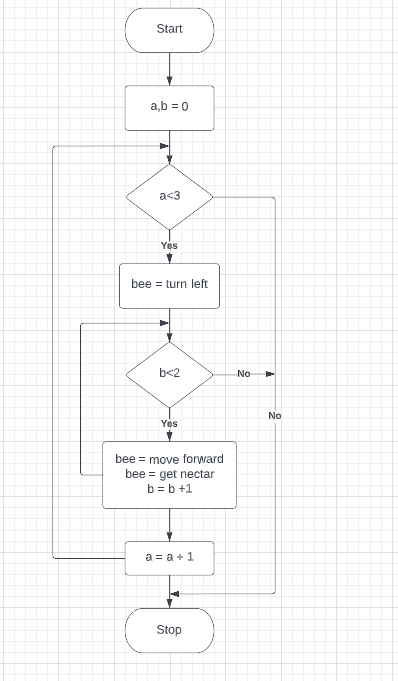 Start
a,b = 0
a<3
Yes
bee = turn left
b<2
No
No
Yes
bee = move forward
bee = get nectar
b = b +1
a = a + 1
Stop